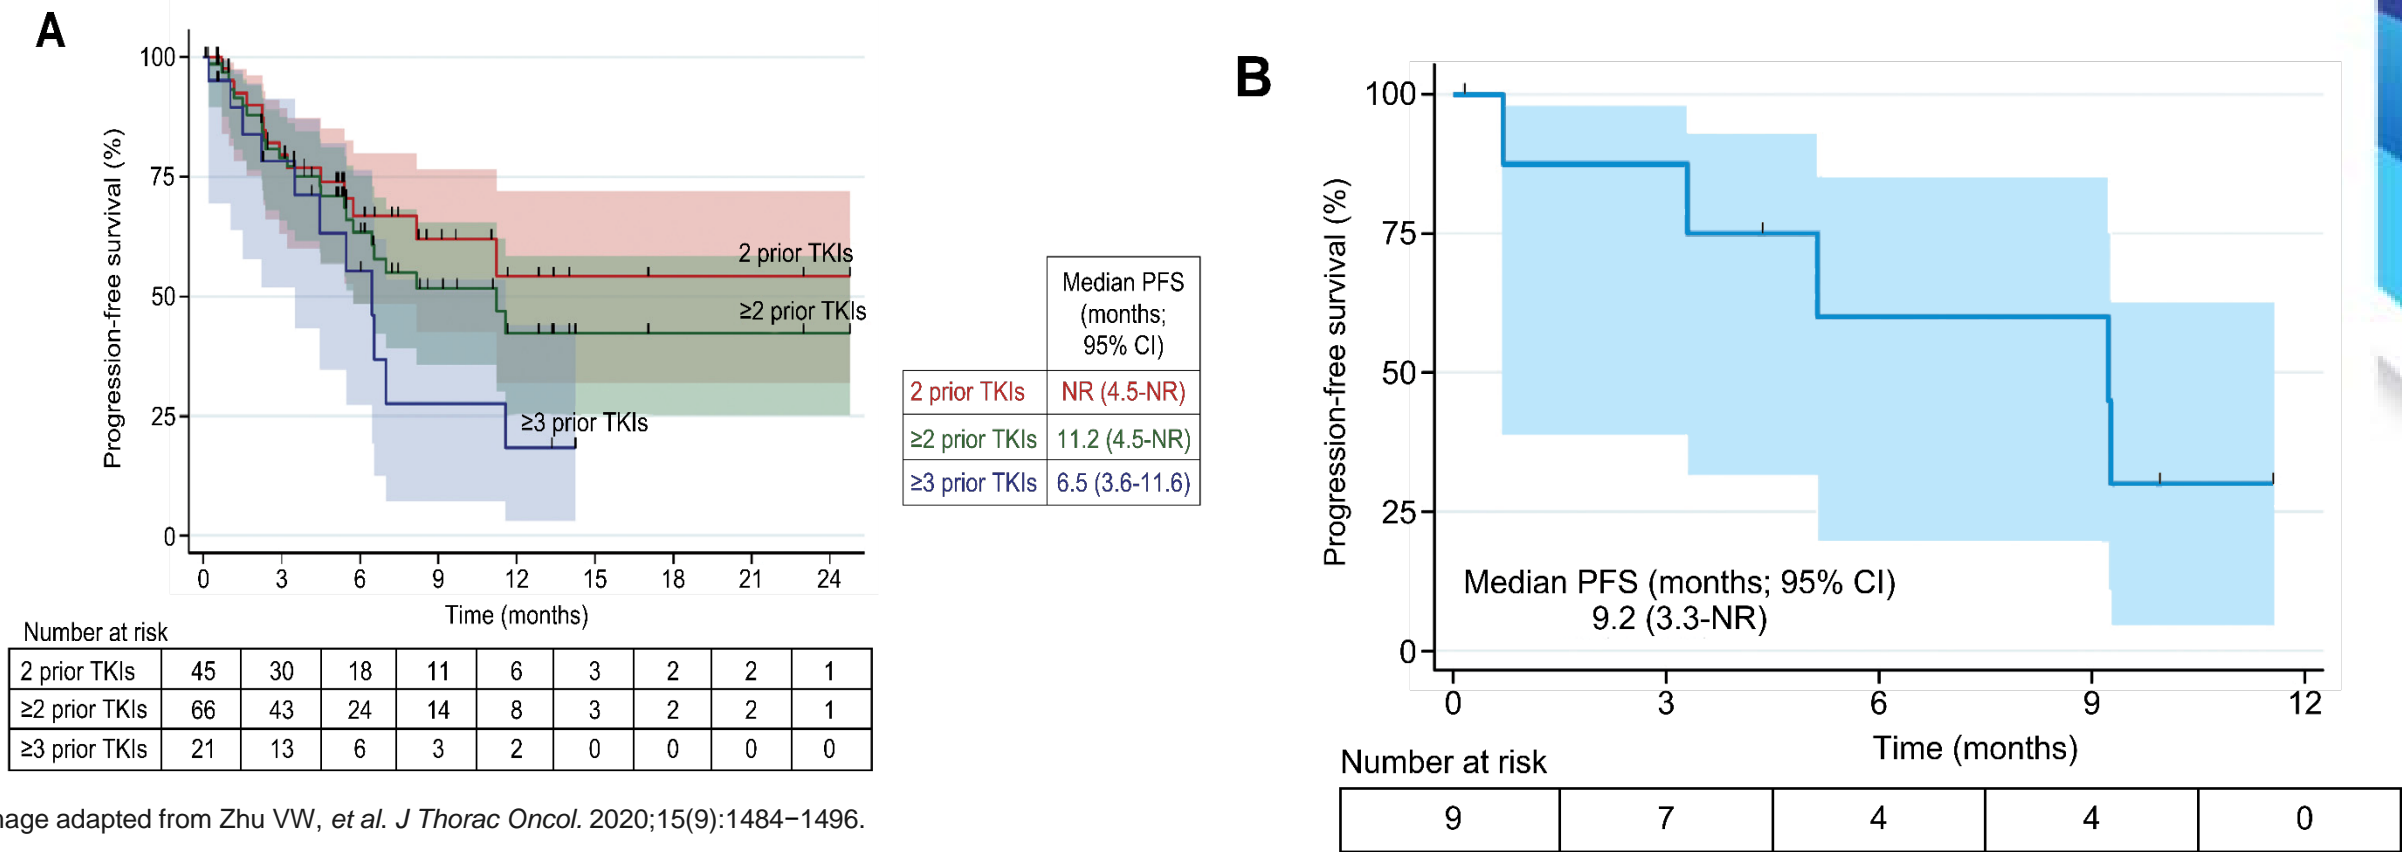 A
Progression-free survival (%)
100
75
50
25
0
2 prior TKIs
≥2 prior TKIs
≥3 prior TKIs
0 3 6 9 12 15 18 21 24
Time (months)
Median PFS
(months;
95% CI)
2 prior TKIs NR (4.5-NR)
≥2 prior TKIs 11.2 (4.5-NR)
≥3 prior TKIs 6.5 (3.6-11.6)
Number at risk
2 prior TKIs 45 30 18 11 6 3 2 2 1
≥2 prior TKIs 66 43 24 14 8 3 2 2 1
≥3 prior TKIs 21 13 6 3 2 0 0 0 0
mage adapted from Zhu VW, et al. J Thorac Oncol. 2020;15(9):1484−1496.
B
Progression-free survival (%)
100
75
50
25
0
Median PFS (months; 95% CI)
9.2 (3.3-NR)
0 3 6 9 12
Time (months)
Number at risk
9 7 4 4 0